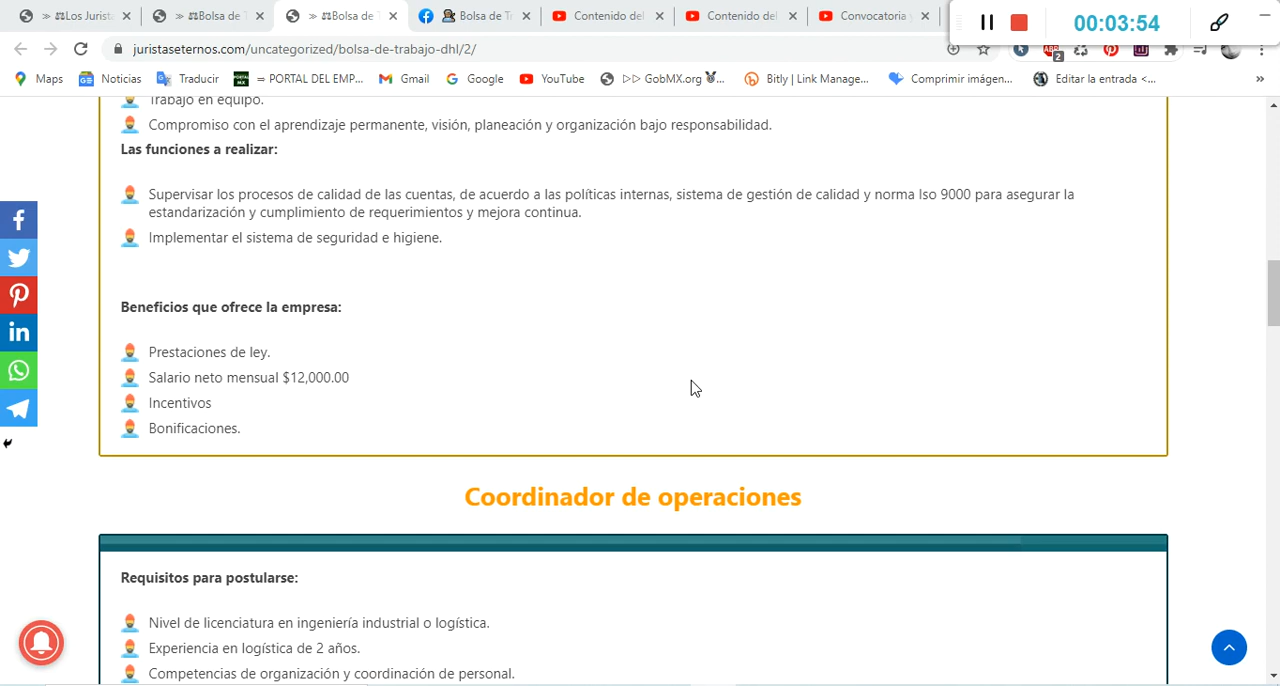 » ⚖Los Jurist
» ⚖Bolsa de T
» ⚖Bolsa de T
Bolsa de Tr
Contenido del
Contenido del
Convocatoria y
00:03:54
juristaseternos.com/uncategorized/bolsa-de-trabajo-dhl/2/
Maps
Noticias
Traducir
= PORTAL DEL EMP...
Gmail
Google
YouTube
▷▷ GobMX.org ...
Bitly | Link Manage...
Comprimir imágen...
Editar la entrada <...
»
Trabajo en equipo.
Compromiso con el aprendizaje permanente, visión, planeación y organización bajo responsabilidad.
Las funciones a realizar:
Supervisar los procesos de calidad de las cuentas, de acuerdo a las políticas internas, sistema de gestión de calidad y norma Iso 9000 para asegurar la
estandarización y cumplimiento de requerimientos y mejora continua.
Implementar el sistema de seguridad e higiene.
Beneficios que ofrece la empresa:
Prestaciones de ley.
Salario neto mensual $12,000.00
Incentivos
Bonificaciones.
Coordinador de operaciones
Requisitos para postularse:
Nivel de licenciatura en ingeniería industrial o logística.
Experiencia en logística de 2 años.
Competencias de organización y coordinación de personal.